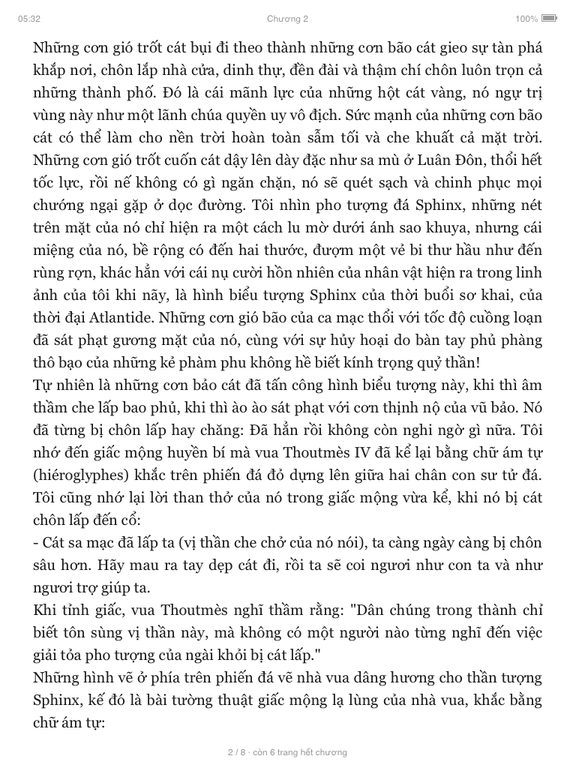 05:32
Chương 2
100%
Những cơn gió trốt cát bụi đi theo thành những cơn bão cát gieo sự tàn phá
khắp nơi, chôn lắp nhà cửa, dinh thự, đền đài và thậm chí chôn luôn trọn cả
những thành phố. Đó là cái mãnh lực của những hột cát vàng, nó ngự trị
vùng này như một lãnh chúa quyền uy vô địch. Sức mạnh của những cơn bão
cát có thể làm cho nền trời hoàn toàn sẫm tối và che khuất cả mặt trời.
Những cơn gió trốt cuốn cát dậy lên dày đặc như sa mù ở Luân Đôn, thổi hết
tốc lực, rồi nế không có gì ngăn chặn, nó sẽ quét sạch và chinh phục mọi
chướng ngại gặp ở dọc đường. Tôi nhìn pho tượng đá Sphinx, những nét
trên mặt của nó chỉ hiện ra một cách lu mờ dưới ánh sao khuya, nhưng cái
miệng của nó, bề rộng có đến hai thước, đượm một vẻ bi thư hầu như đến
rùng rợn, khác hẳn với cái nụ cười hồn nhiên của nhân vật hiện ra trong linh
ảnh của tôi khi nãy, là hình biểu tượng Sphinx của thời buổi sơ khai, của
thời đại Atlantide. Những cơn gió bão của ca mạc thổi với tốc độ cuồng loạn
đã sát phạt gương mặt của nó, cùng với sự hủy hoại do bàn tay phủ phàng
thô bạo của những kẻ phàm phu không hề biết kính trọng quỷ thần!
Tự nhiên là những cơn bảo cát đã tấn công hình biểu tượng này, khi thì âm
thầm che lấp bao phủ, khi thì ào ào sát phạt với cơn thịnh nộ của vũ bảo. Nó
đã từng bị chôn lấp hay chăng: Đã hẳn rồi không còn nghi ngờ gì nữa. Tôi
nhớ đến giấc mộng huyền bí mà vua Thoutmès IV đã kể lại bằng chữ ám tự
(hiéroglyphes) khắc trên phiến đá đỏ dựng lên giữa hai chân con sư tử đá.
Tôi cũng nhớ lại lời than thở của nó trong giấc mộng vừa kể, khi nó bị cát
chôn lấp đến cổ:
- Cát sa mạc đã lấp ta (vị thần che chở của nó nói), ta càng ngày càng bị chôn
sâu hơn. Hãy mau ra tay dẹp cát đi, rồi ta sẽ coi ngươi như con ta và như
ngươi trợ giúp ta.
Khi tỉnh giấc, vua Thoutmès nghĩ thầm rằng: "Dân chúng trong thành chỉ
biết tôn sùng vị thần này, mà không có một người nào từng nghĩ đến việc
giải tỏa pho tượng của ngài khỏi bị cát lấp."
Những hình vẽ ở phía trên phiến đá vẽ nhà vua dâng hương cho thần tượng
Sphinx, kế đó là bài tường thuật giấc mộng lạ lùng của nhà vua, khắc bằng
chữ ám tự:
2 / 8 · còn 6 trang hết chương